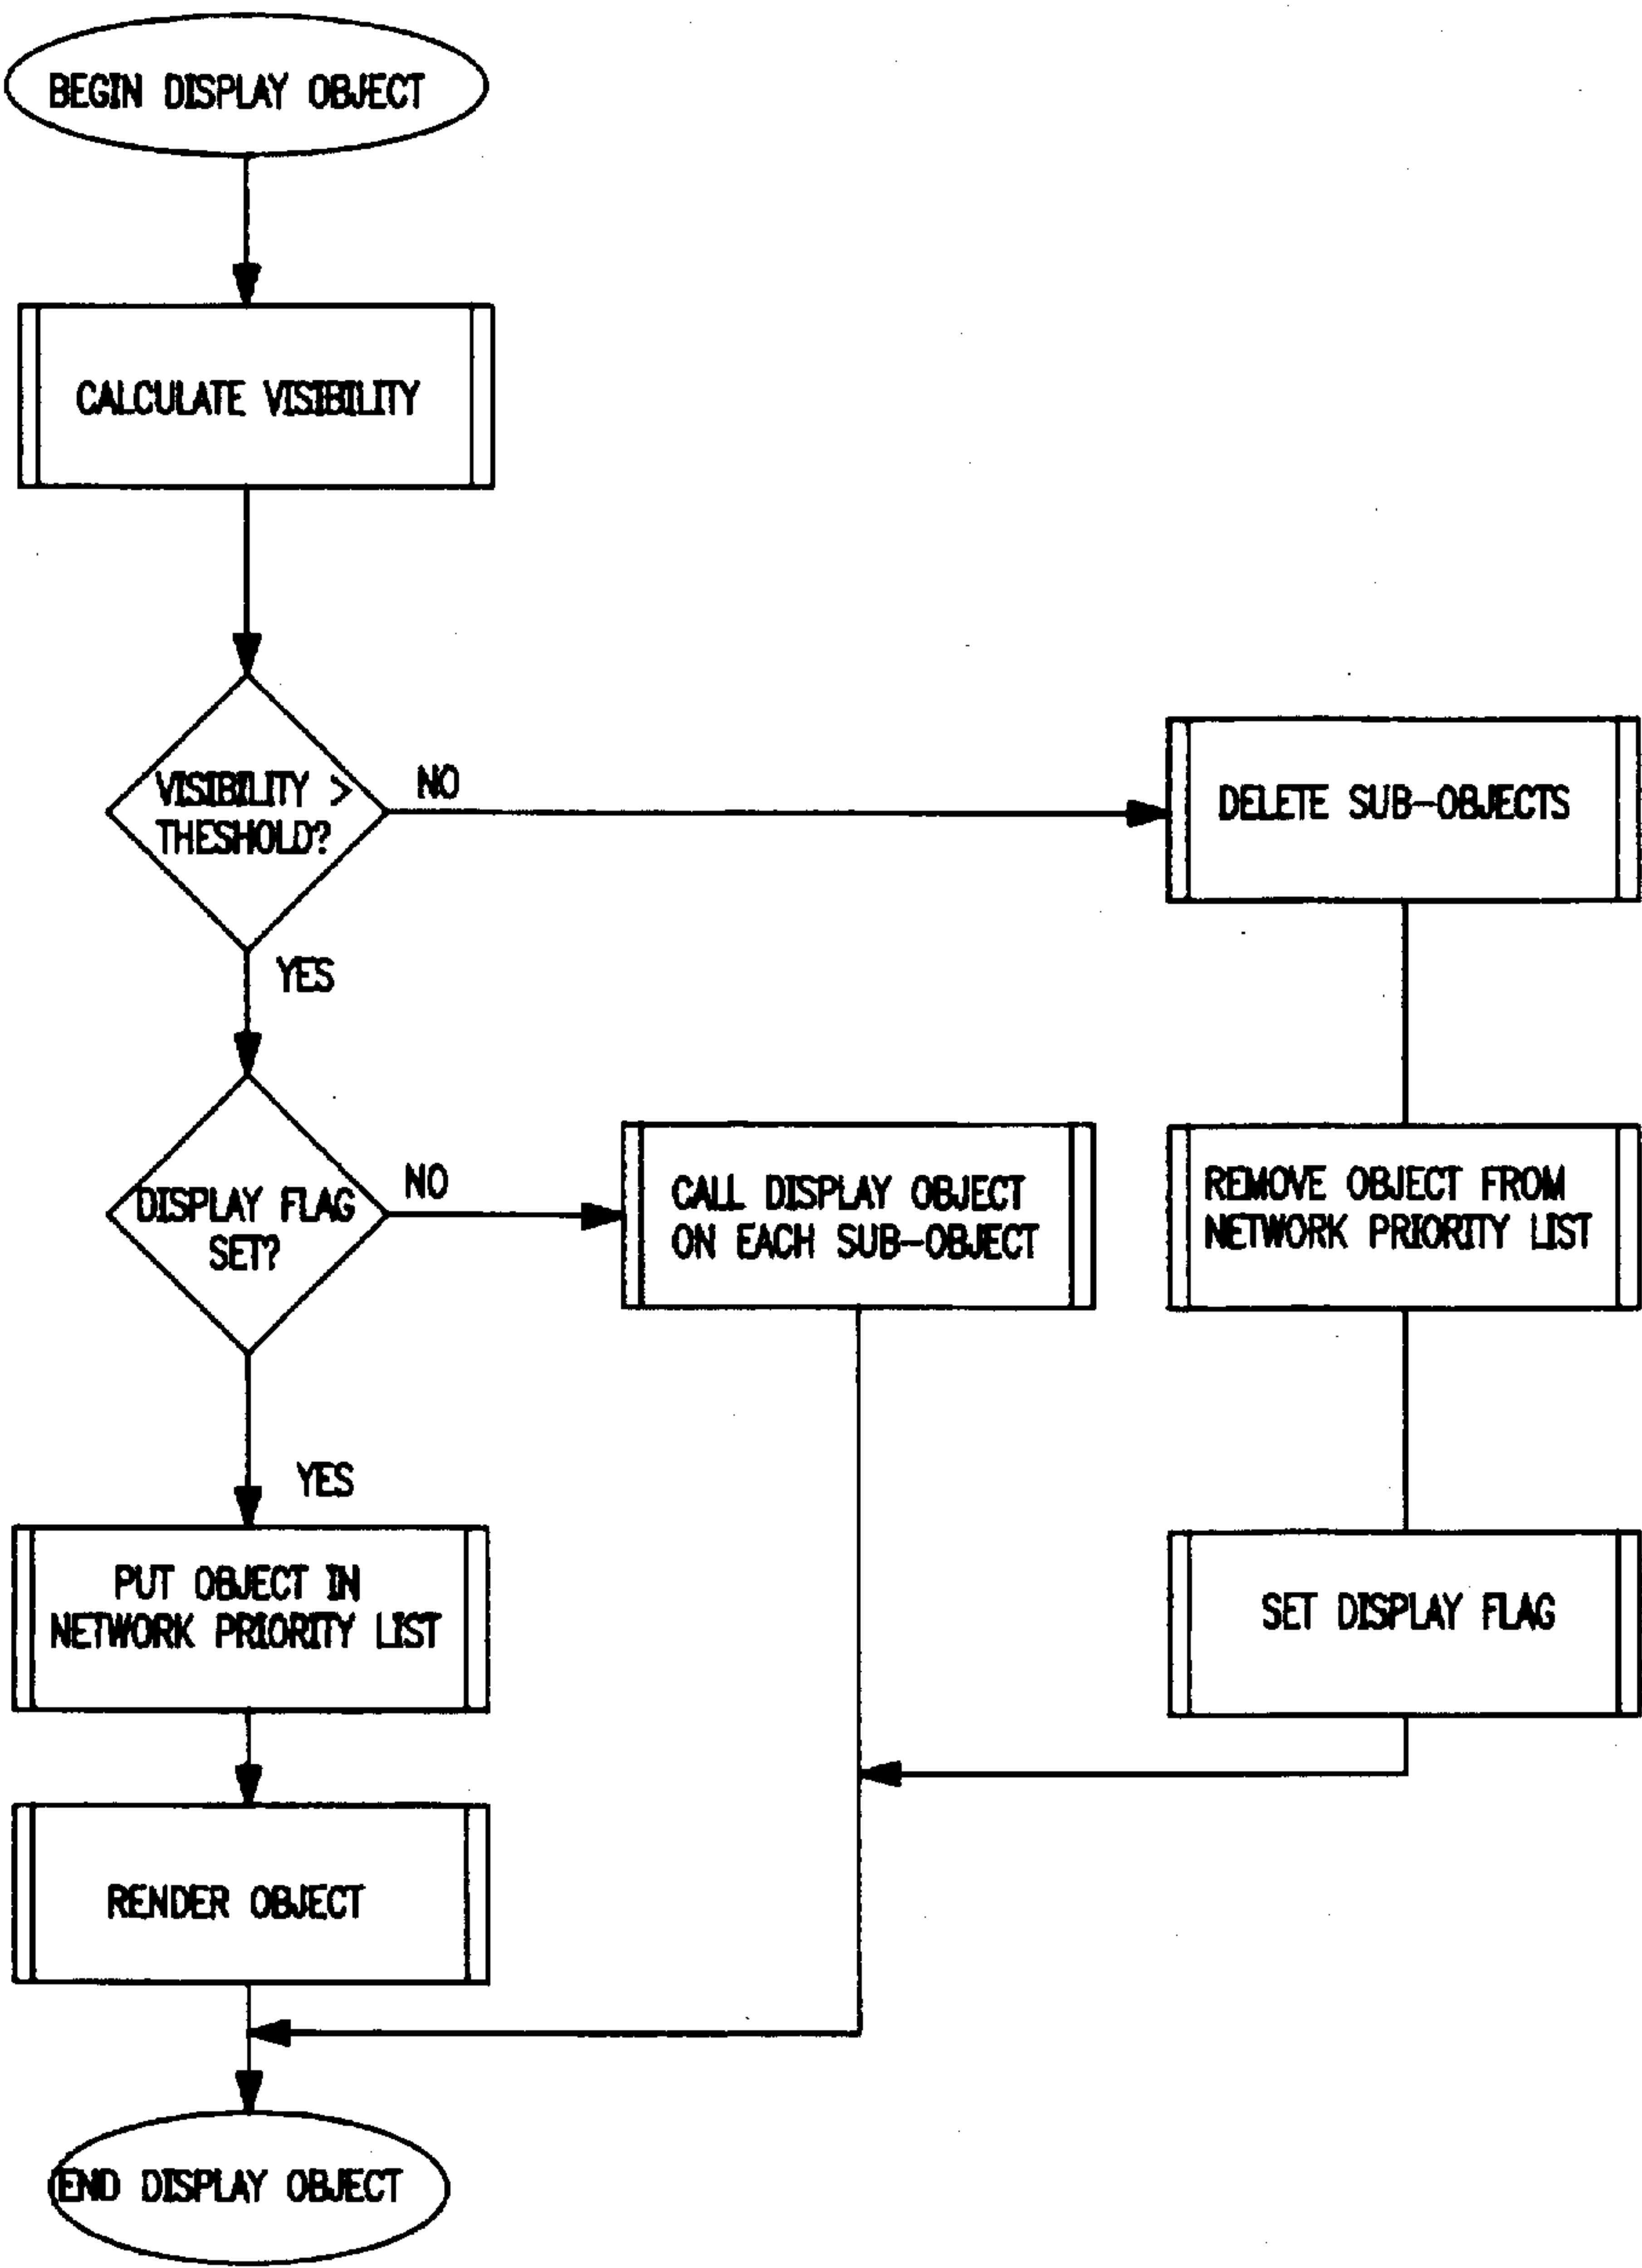 BEGIN DISPLAY OBJECT
CALCULATE VISIBILITY
VISIBILITY >
THESHOLD?
NO
DELETE SUB-OBJECTS
YES
DISPLAY FLAG
SET?
NO
CALL DISPLAY OBJECT
ON EACH SUB-OBJECT
REMOVE OBJECT FROM
NETWORK PRIORITY LIST
YES
PUT OBJECT IN
NETWORK PRIORITY LIST
SET DISPLAY FLAG
RENDER OBJECT
END DISPLAY OBJECT